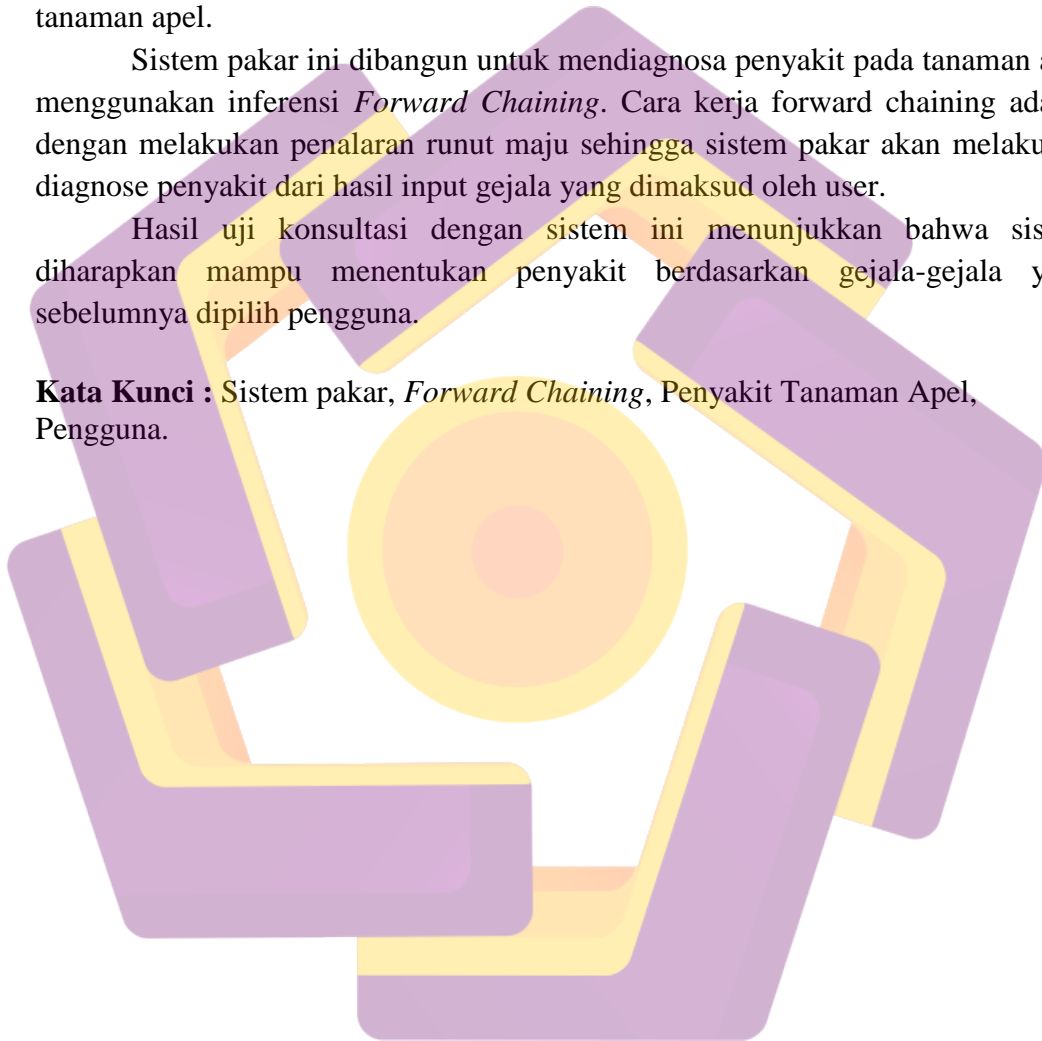 tanaman apel.
Sistem pakar ini dibangun untuk mendiagnosa penyakit pada tanaman
menggunakan inferensi Forward Chaining. Cara kerja forward chaining
dengan melakukan penalaran runut maju sehingga sistem pakar akan
diagnose penyakit dari hasil input gejala yang dimaksud oleh user.
Hasil uji konsultasi dengan sistem ini menunjukkan bahwa
diharapkan mampu menentukan penyakit berdasarkan gejala-gejala
sebelumnya dipilih pengguna.
Kata Kunci : Sistem pakar, Forward Chaining, Penyakit Tanaman Apel,
Pengguna.